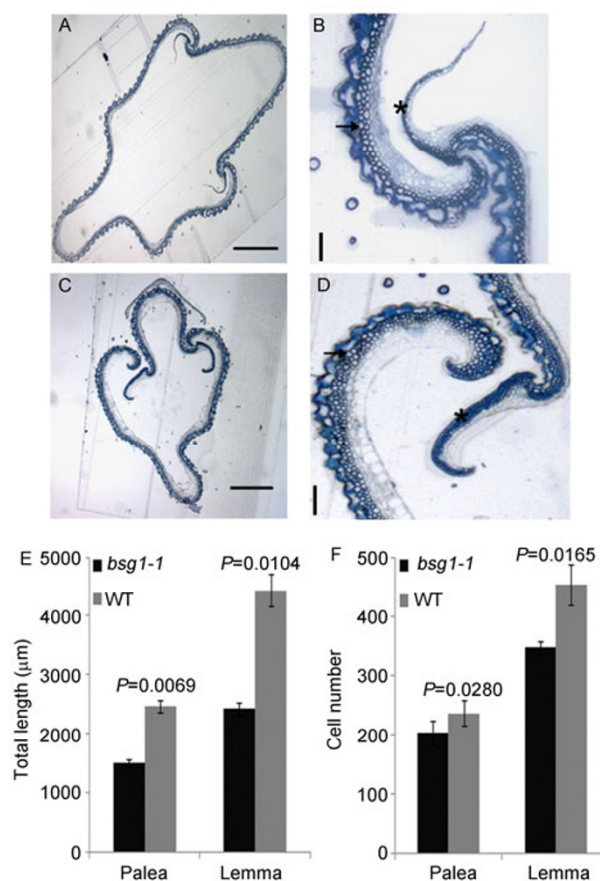 A
B
*
C
D
*
E
5000
4000
3000
2000
1000
0
Total length (μm)
bsg1-1
WT
P=0.0104
P=0.0069
Palea
Lemma
F
500
400
300
200
100
0
Cell number
bsg1-1
WT
P=0.0165
P=0.0280
Palea
Lemma